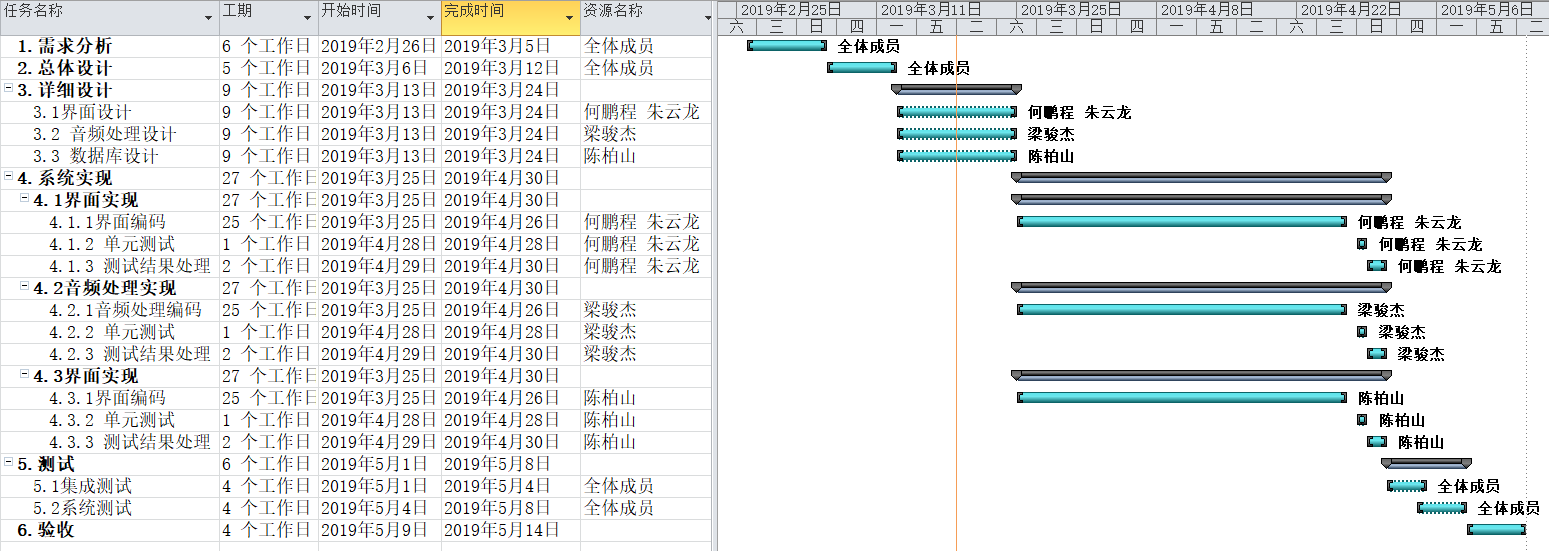 任务名称 工期 开始时间 完成时间 资源名称
2019年2月25日 2019年3月11日 2019年3月25日 2019年4月8日 2019年4月22日 2019年5月6日
六 三 日 四 一 五 二 六 三 日 四 一 五 二 六 三 日 四 一 五 二
1. 需求分析 6 个工作日 2019年2月26日 2019年3月5日 全体成员 全体成员
2. 总体设计 5 个工作日 2019年3月6日 2019年3月12日 全体成员 全体成员
3. 详细设计 9 个工作日 2019年3月13日 2019年3月24日
3.1界面设计 9 个工作日 2019年3月13日 2019年3月24日 何鹏程 朱云龙 何鹏程 朱云龙
3.2 音频处理设计 9 个工作日 2019年3月13日 2019年3月24日 梁骏杰 梁骏杰
3.3 数据库设计 9 个工作日 2019年3月13日 2019年3月24日 陈柏山 陈柏山
4. 系统实现 27 个工作日 2019年3月25日 2019年4月30日
4.1界面实现 27 个工作日 2019年3月25日 2019年4月30日
4.1.1界面编码 25 个工作日 2019年3月25日 2019年4月26日 何鹏程 朱云龙 何鹏程 朱云龙
4.1.2 单元测试 1 个工作日 2019年4月28日 2019年4月28日 何鹏程 朱云龙 何鹏程 朱云龙
4.1.3 测试结果处理 2 个工作日 2019年4月29日 2019年4月30日 何鹏程 朱云龙 何鹏程 朱云龙
4.2音频处理实现 27 个工作日 2019年3月25日 2019年4月30日
4.2.1音频处理编码 25 个工作日 2019年3月25日 2019年4月26日 梁骏杰 梁骏杰
4.2.2 单元测试 1 个工作日 2019年4月28日 2019年4月28日 梁骏杰 梁骏杰
4.2.3 测试结果处理 2 个工作日 2019年4月29日 2019年4月30日 梁骏杰 梁骏杰
4.3界面实现 27 个工作日 2019年3月25日 2019年4月30日
4.3.1界面编码 25 个工作日 2019年3月25日 2019年4月26日 陈柏山 陈柏山
4.3.2 单元测试 1 个工作日 2019年4月28日 2019年4月28日 陈柏山 陈柏山
4.3.3 测试结果处理 2 个工作日 2019年4月29日 2019年4月30日 陈柏山 陈柏山
5. 测试 6 个工作日 2019年5月1日 2019年5月8日
5.1集成测试 4 个工作日 2019年5月1日 2019年5月4日 全体成员 全体成员
5.2系统测试 4 个工作日 2019年5月4日 2019年5月8日 全体成员 全体成员
6. 验收 4 个工作日 2019年5月9日 2019年5月14日